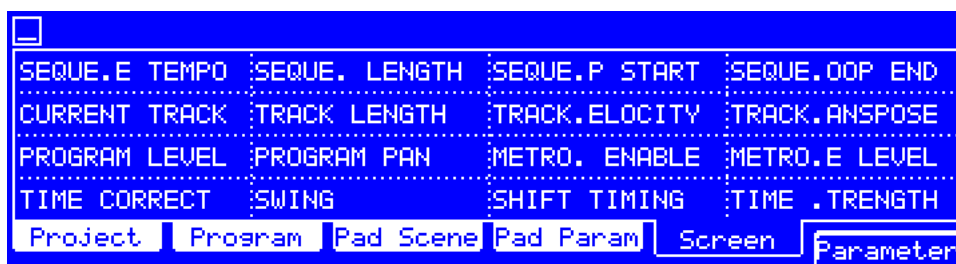 SEQUE.E TEMPO SEQUE. LENGTH SEQUE.P START SEQUE.OOP END
CURRENT TRACK TRACK LENGTH TRACK.ELOCITY TRACK.ANSPOSE
PROGRAM LEVEL PROGRAM PAN METRO. ENABLE METRO.E LEVEL
TIME CORRECT SWING SHIFT TIMING TIME .TRENGTH
Project Program Pad Scene Pad Param Screen Parameter